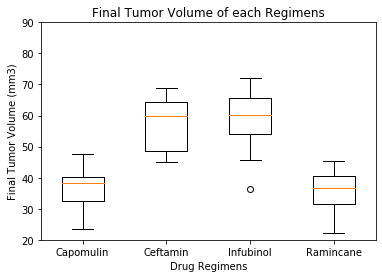 Final Tumor Volume of each Regimens
Final Tumor Volume (mm3)
90
80
70
60
50
40
30
20
Capomulin Ceftamin Infubinol Ramincane
Drug Regimens